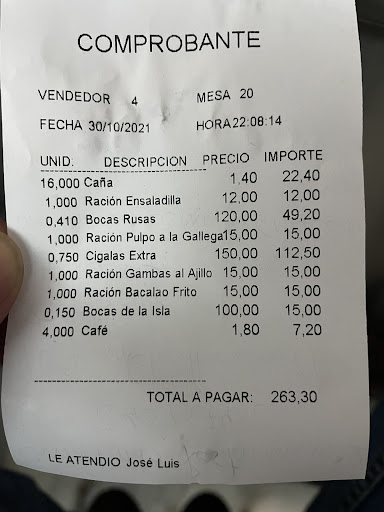 COMPROBANTE
VENDEDOR 4 MESA 20
FECHA 30/10/2021 HORA22:08:14
UNID. DESCRIPCION PRECIO IMPORTE
16,000 Caña 1,40 22,40
1,000 Ración Ensaladilla 12,00 12,00
0,410 Bocas Rusas 120,00 49,20
1,000 Ración Pulpo a la Gallega15,00 15,00
0,750 Cigalas Extra 150,00 112,50
1,000 Ración Gambas al Ajillo 15,00 15,00
1,000 Ración Bacalao Frito 15,00 15,00
0,150 Bocas de la Isla 100,00 15,00
4,000 Café 1,80 7,20
TOTAL A PAGAR: 263,30
LE ATENDIO José Luis